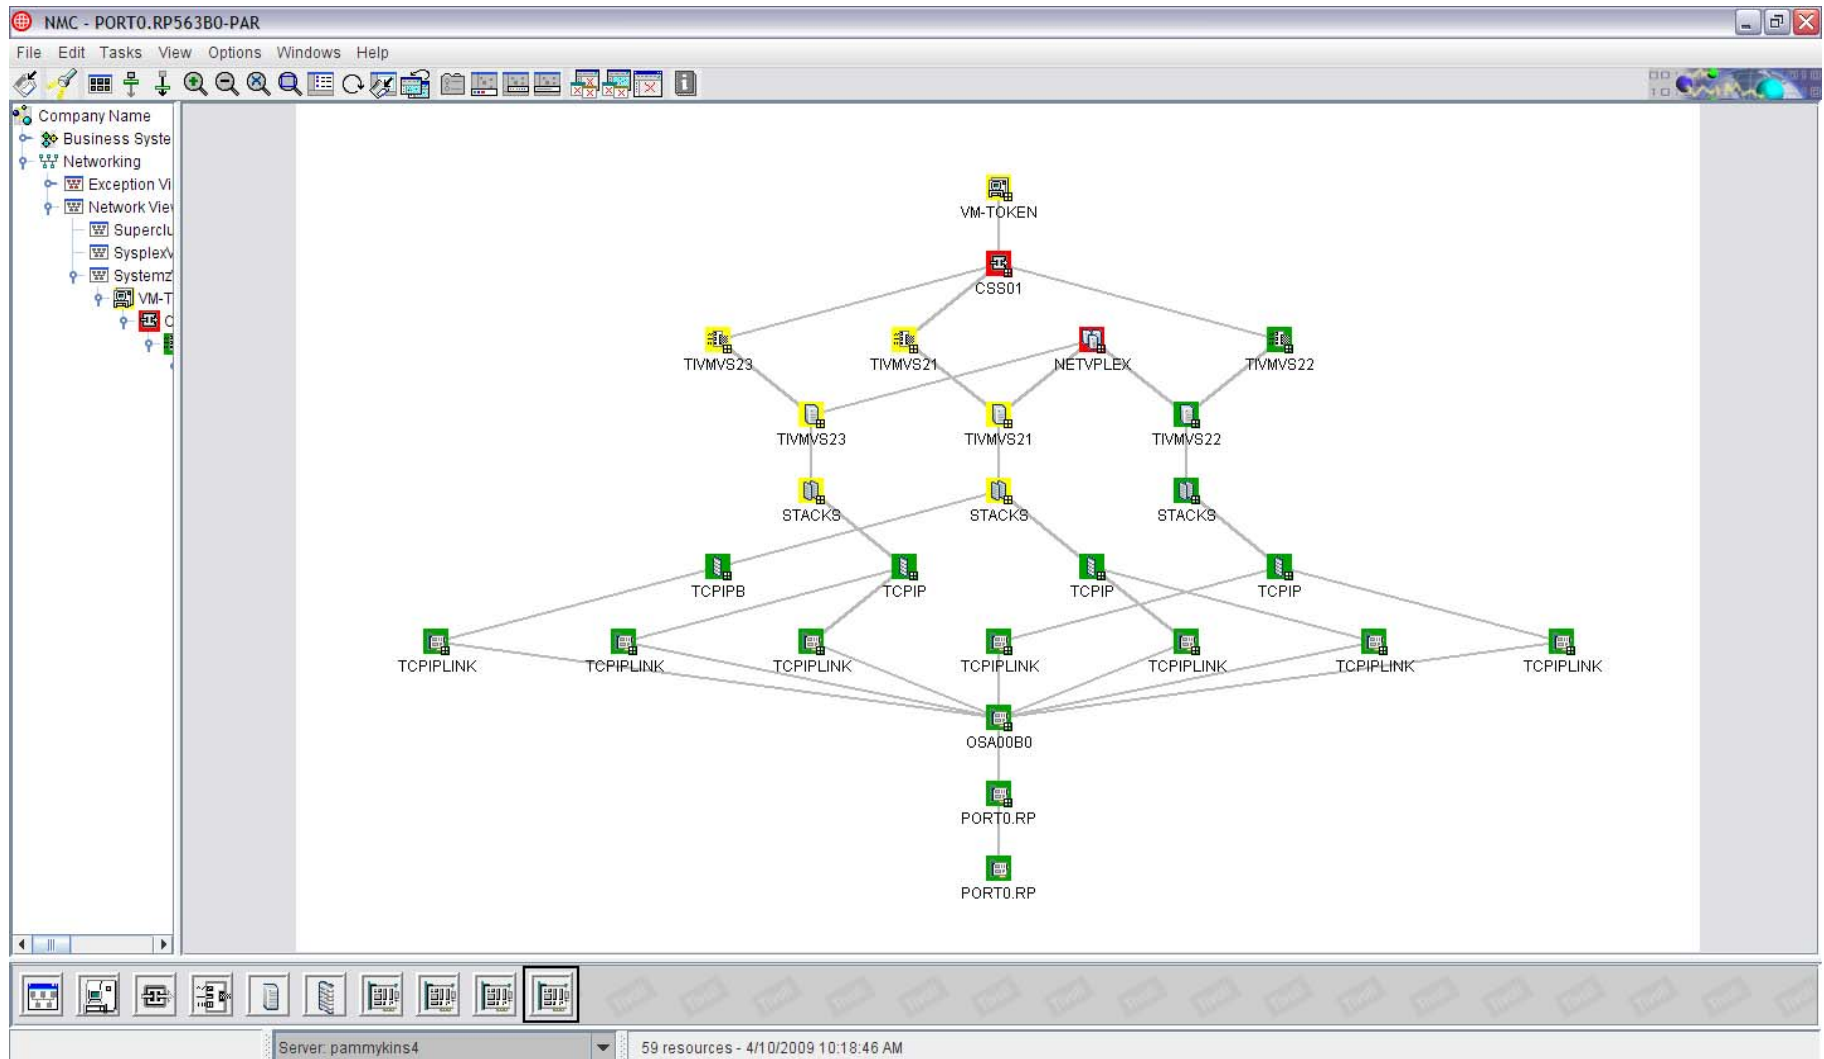 NMC - PORT0.RP563B0-PAR
File Edit Tasks View Options Windows Help
Company Name
Business Syste
Networking
Exception Vi
Network Viev
Superclu
SysplexV
Systemz
VM-T
C
VM-TOKEN
CSS01
TIVMVS23 TIVMVS21 NETVPLEX TIVMVS22
TIVMVS23 TIVMVS21 TIVMVS22
STACKS STACKS STACKS
TCPIPB TCPIP TCPIP TCPIP
TCPIPLINK TCPIPLINK TCPIPLINK TCPIPLINK TCPIPLINK TCPIPLINK TCPIPLINK
OSA00B0
PORT0.RP
PORT0.RP
Server: pammykins4
59 resources - 4/10/2009 10:18:46 AM